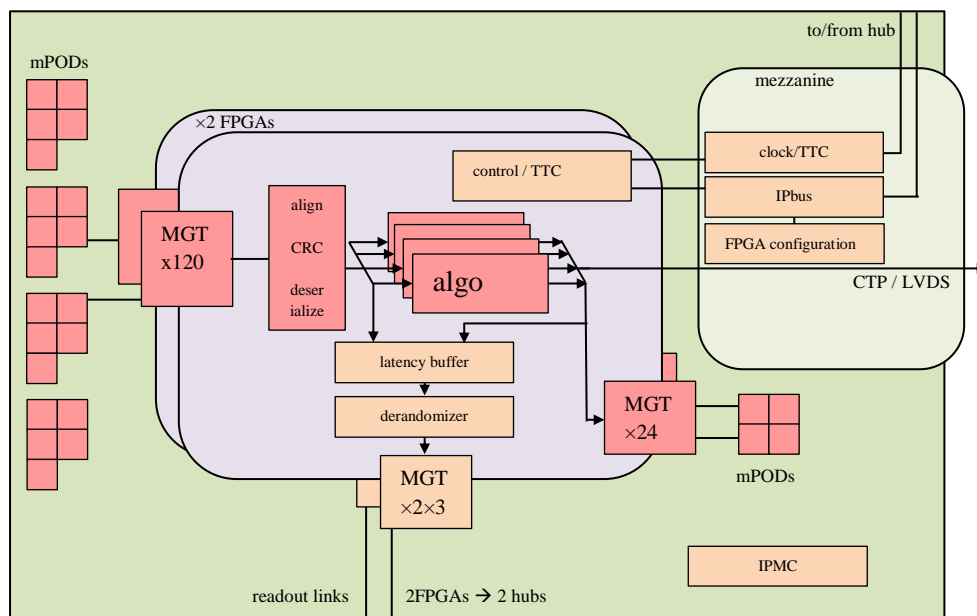 to/from hub
mPODs
mezzanine
×2 FPGAs
clock/TTC
control / TTC
IPbus
align
MGT
x120
CRC
FPGA configuration
algo
CTP / LVDS
deser
ialize
latency buffer
MGT
×24
derandomizer
MGT
×2×3
mPODs
IPMC
readout links
2FPGAs → 2 hubs